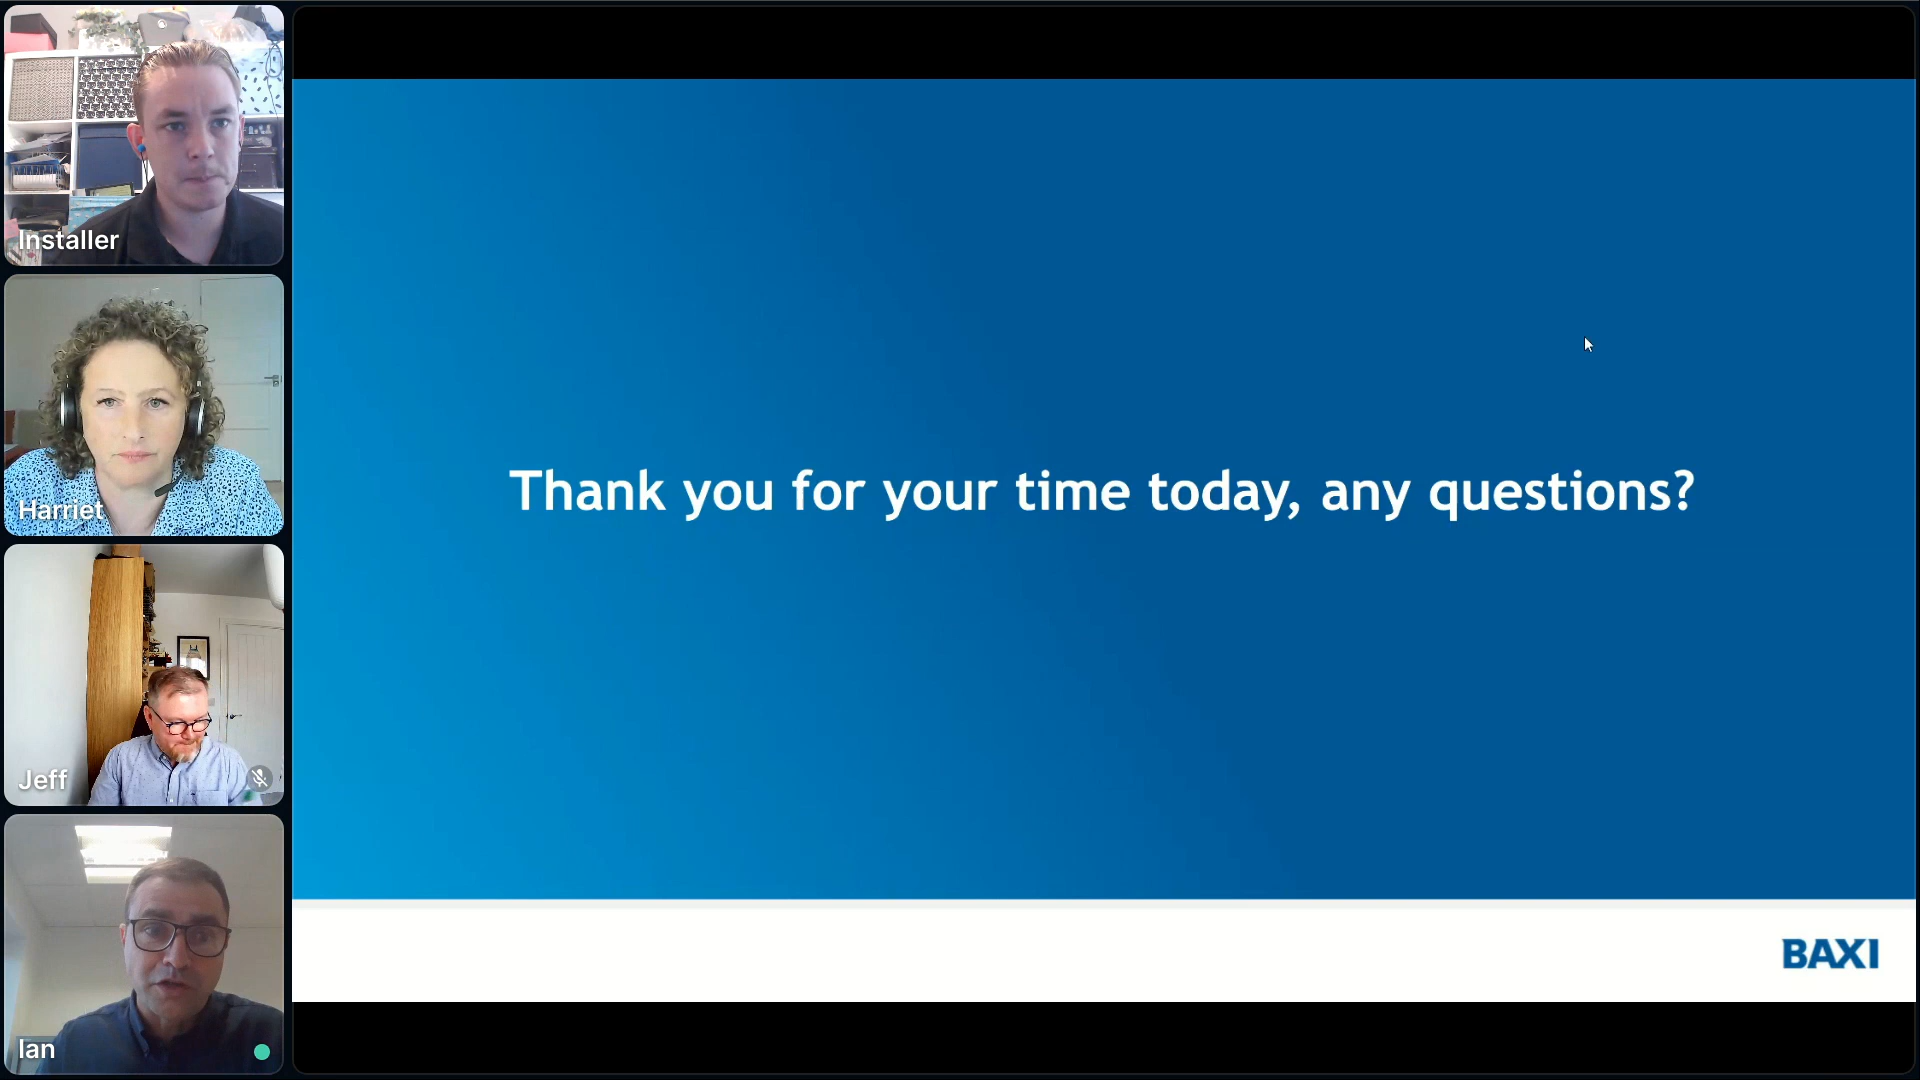 Installer
Harriet
Jeff
Ian
Thank you for your time today, any questions?
BAXI